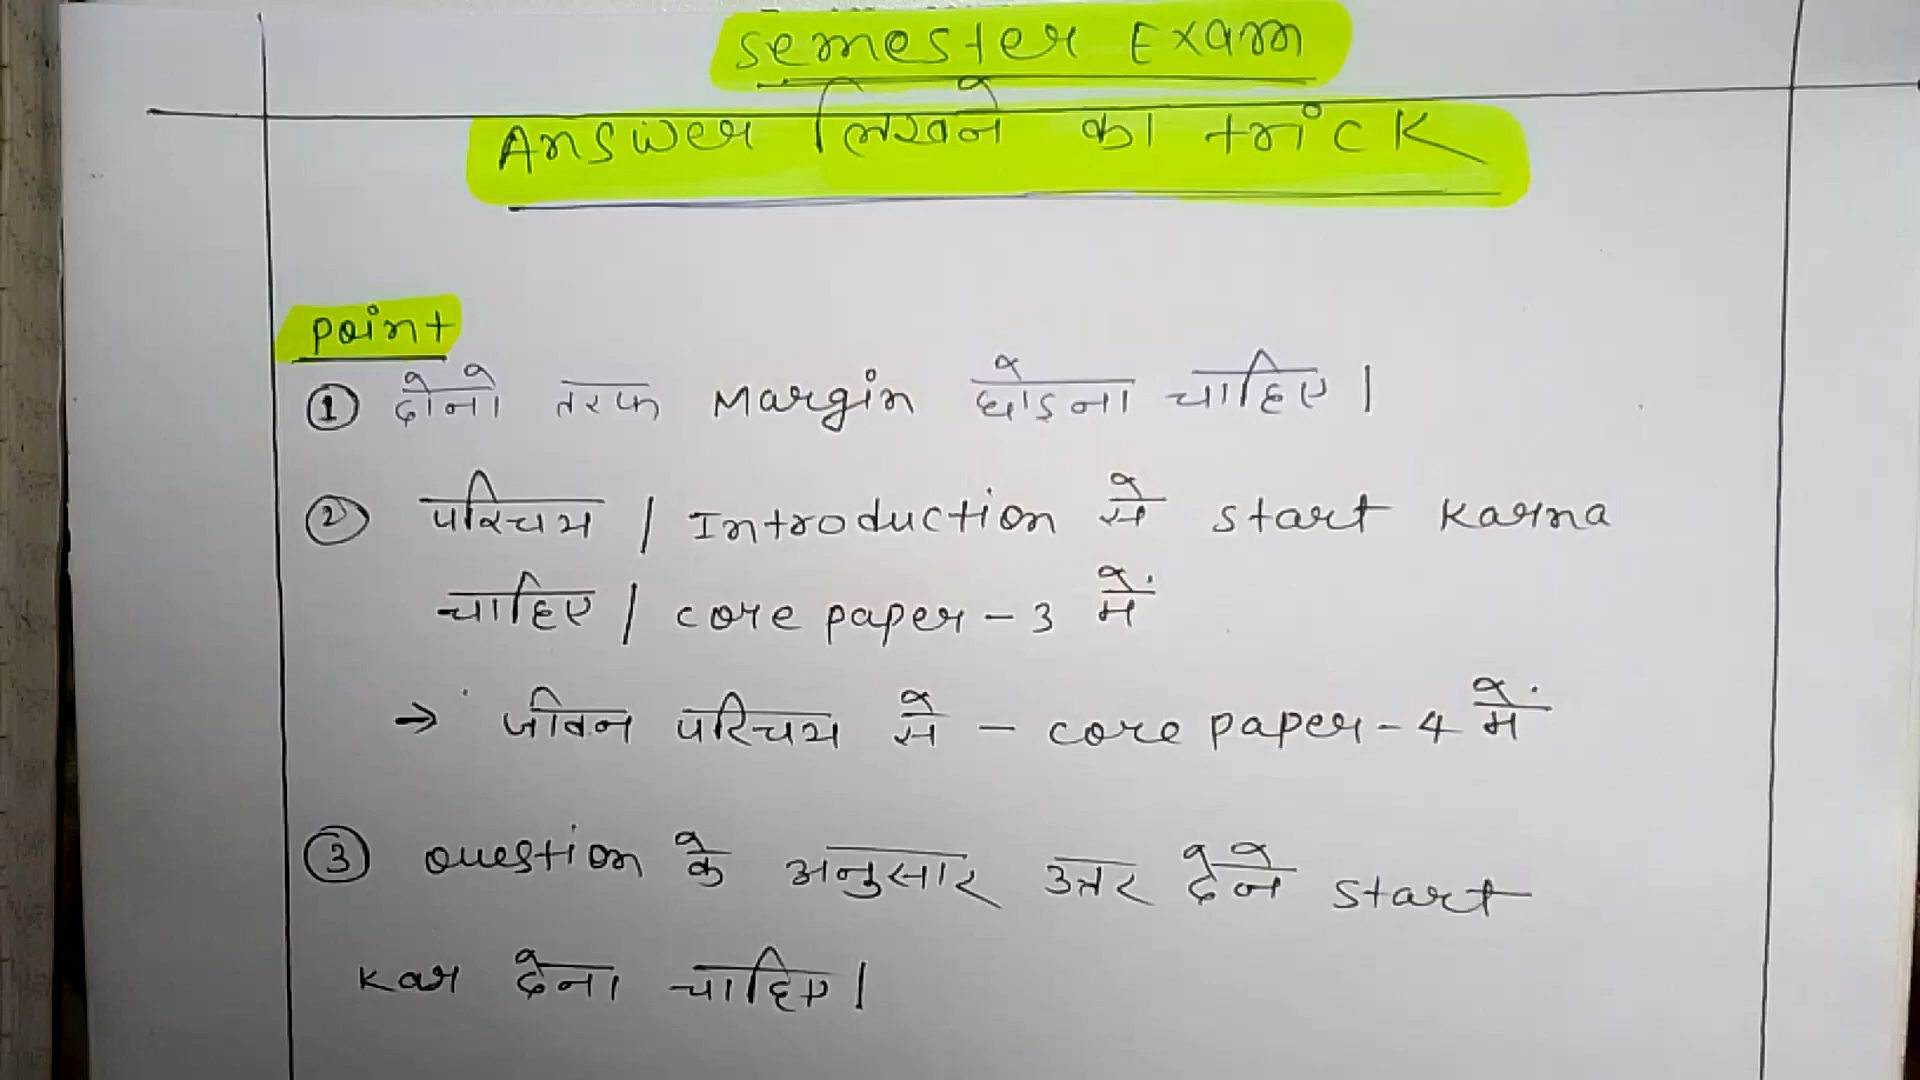 Semester Exam
Answer लिखने का trick
Point
① दोनो तरफ Margin छोडना चाहिए।
② परिचय / Introduction से start Karna
चाहिए / core paper - 3 में
→ जीवन परिचय से - core paper - 4 में
③ Question के अनुसार उत्तर देने start
Kar देना चाहिए।